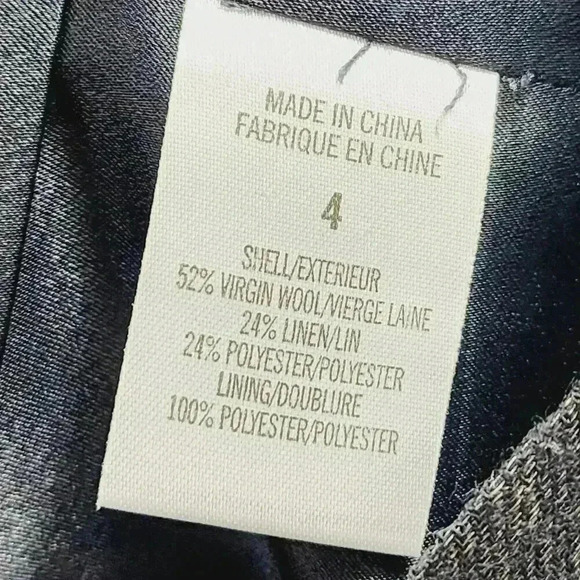 MADE IN CHINA
FABRIQUE EN CHINE
4
SHELL/EXTERIEUR
52% VIRGIN WOOL/VIERGE LAINE
24% LINEN/LIN
24% POLYESTER/POLYESTER
LINING/DOUBLURE
100% POLYESTER/POLYESTER